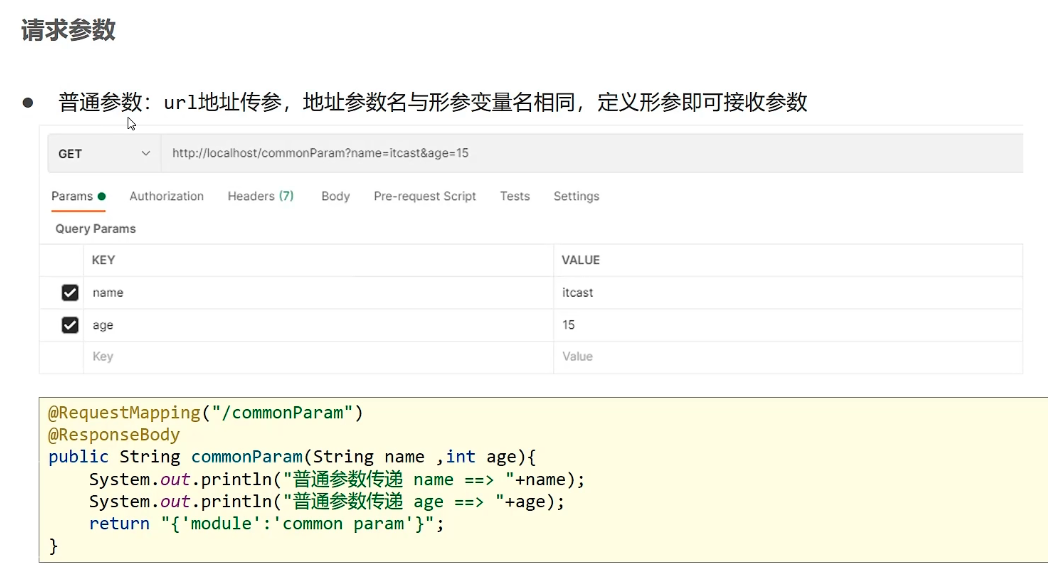 请求参数
● 普通参数：url地址传参，地址参数名与形参变量名相同，定义形参即可接收参数
GET http://localhost/commonParam?name=itcast&age=15
Params Authorization Headers (7) Body Pre-request Script Tests Settings
Query Params
KEY VALUE
name itcast
age 15
Key Value
@RequestMapping("/commonParam")
@ResponseBody
public String commonParam(String name ,int age){
    System.out.println("普通参数传递 name ==> "+name);
    System.out.println("普通参数传递 age ==> "+age);
    return "{'module':'common param'}";
}